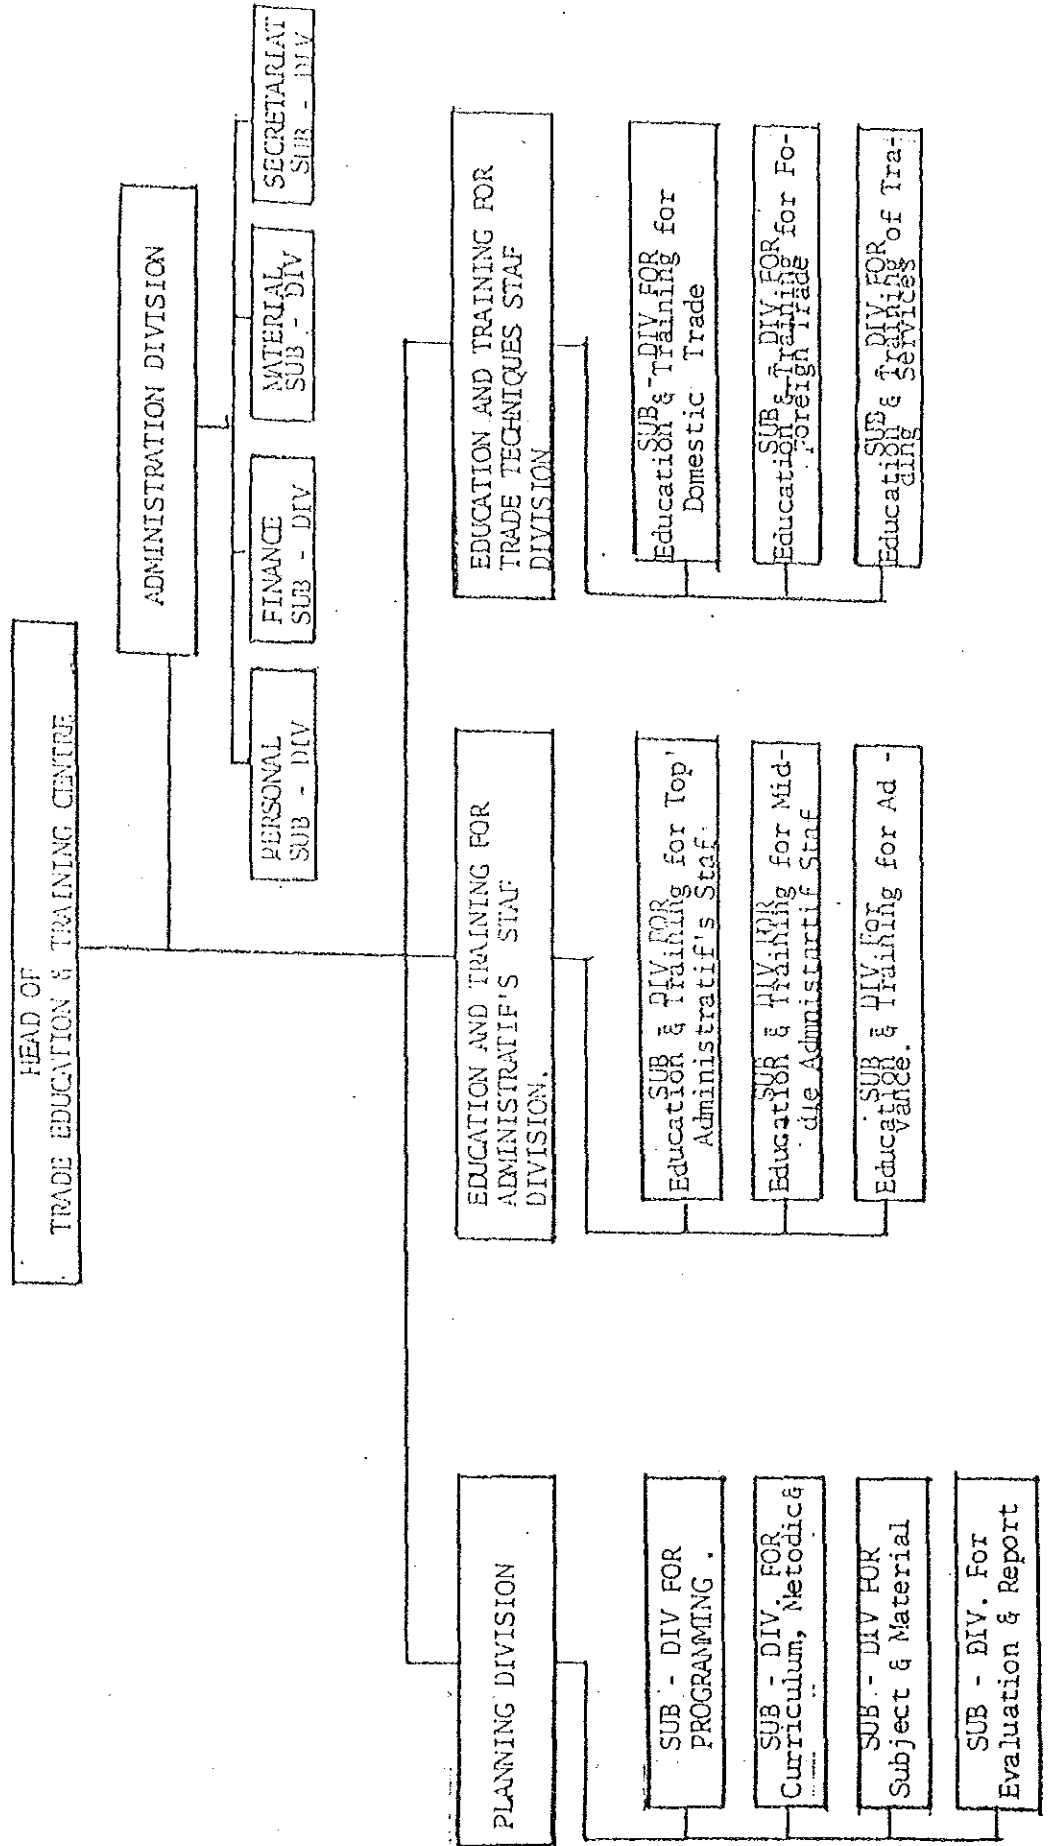 HEAD OF
TRADE EDUCATION & TRAINING CENTRE
ADMINISTRATION DIVISION
PERSONAL
SUB - DIV
FINANCE
SUB - DIV
MATERIAL
SUB - DIV
SECRETARIAT
SUB - DIV
PLANNING DIVISION
SUB - DIV FOR
PROGRAMMING .
SUB - DIV. FOR
Curriculum, Metodic&
SUB - DIV FOR
Subject & Material
SUB - DIV. For
Evaluation & Report
EDUCATION AND TRAINING FOR
ADMINISTRATIF'S STAF
DIVISION.
SUB - DIV FOR
Education & Training for Top'
Administratif's Staf.
SUB - DIV FOR
Education & Training for Mid-
dle Admnistartif Staf
SUB - DIV For
Education & Training for Ad -
vance.
EDUCATION AND TRAINING FOR
TRADE TECHNIQUES STAF
DIVISION
SUB - DIV FOR
Education & Training for
Domestic Trade
SUB - DIV FOR
Education & Training for Fo-
Foreign Trade
SUB DIV FOR
Education & Training of Tra-
ding Services